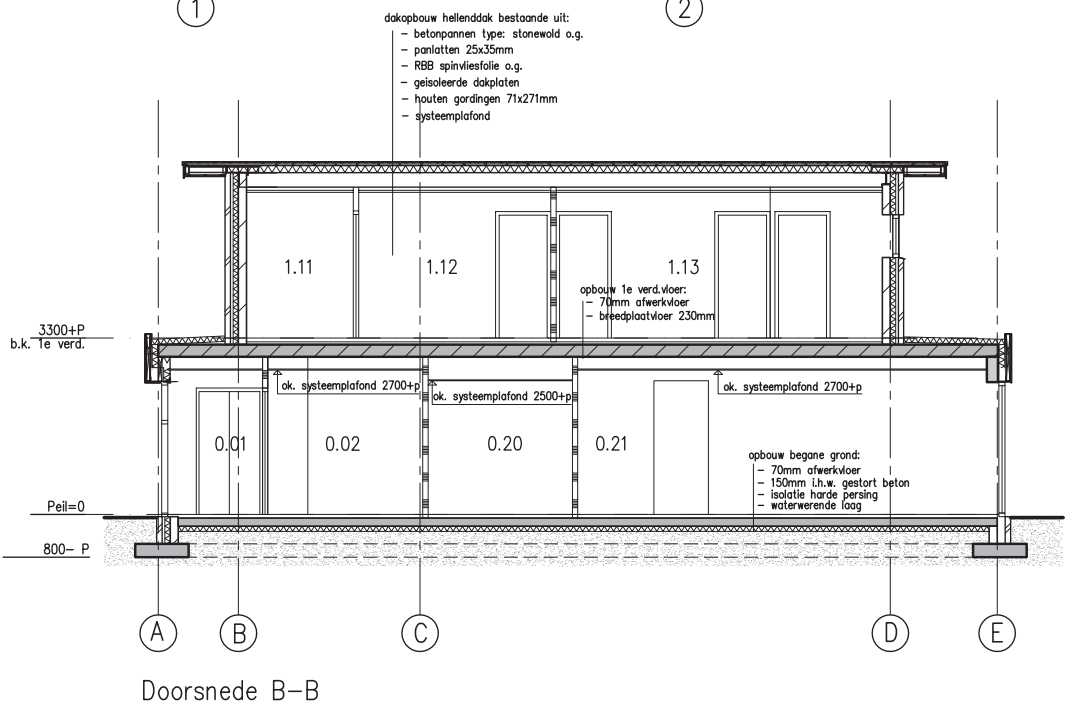 1
2
dakopbouw hellenddak bestaande uit:
– betonpannen type: stonewold o.g.
– panlatten 25x35mm
– RBB spinvliesfolie o.g.
– geisoleerde dakplaten
– houten gordingen 71x271mm
– systeemplafond
1.11
1.12
1.13
opbouw 1e verd.vloer:
– 70mm afwerkvloer
– breedplaatvloer 230mm
3300+P
b.k. 1e verd.
ok. systeemplafond 2700+p
ok. systeemplafond 2500+p
ok. systeemplafond 2700+p
0.01
0.02
0.20
0.21
opbouw begane grond:
– 70mm afwerkvloer
– 150mm i.h.w. gestort beton
– isolatie harde persing
– waterwerende laag
Peil=0
800– P
A
B
C
D
E
Doorsnede B–B